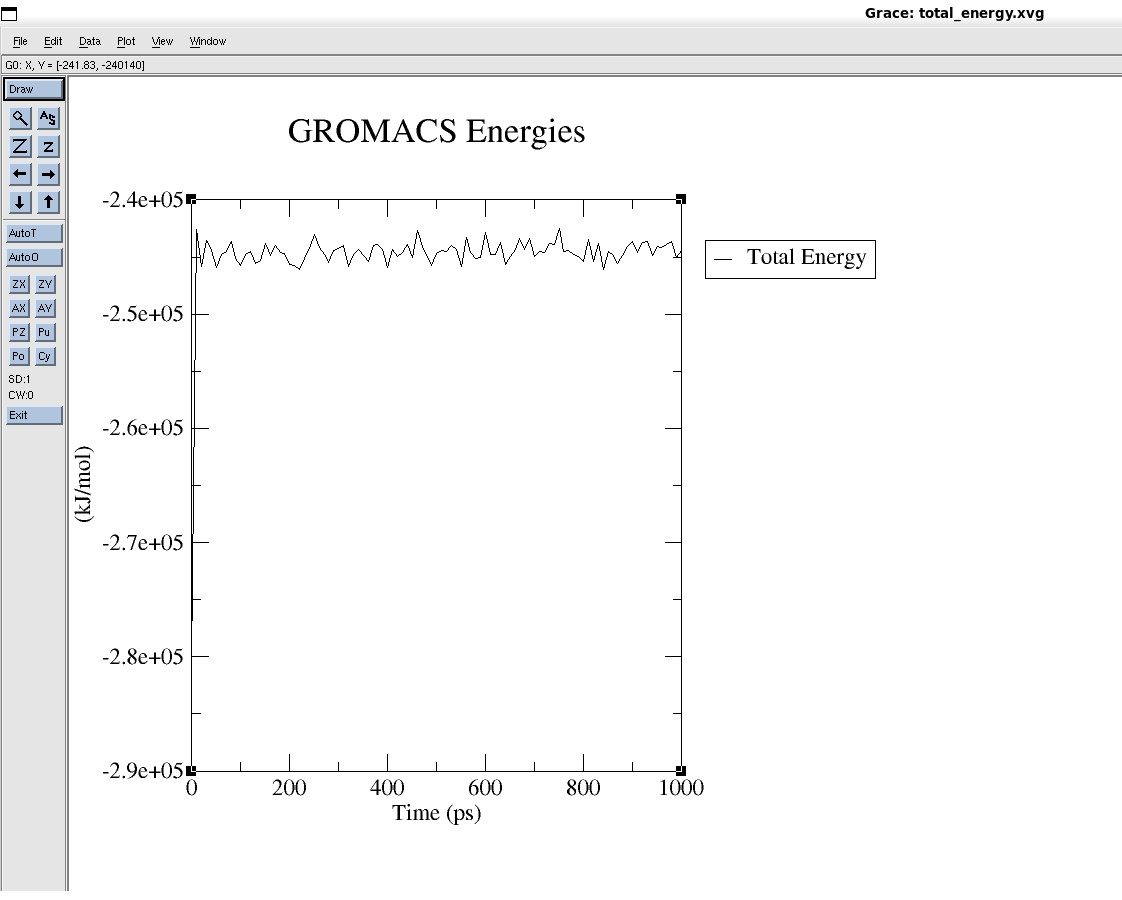 Grace: total_energy.xvg
File Edit Data Plot View Window
G0: X, Y = [-241.83, -240140]
Draw
A S
Z z
AutoT
AutoO
ZX ZY
AX AY
PZ Pu
Po Cy
SD:1
CW:0
Exit
GROMACS Energies
-2.4e+05
-2.5e+05
-2.6e+05
-2.7e+05
-2.8e+05
-2.9e+05
(kJ/mol)
0 200 400 600 800 1000
Time (ps)
Total Energy